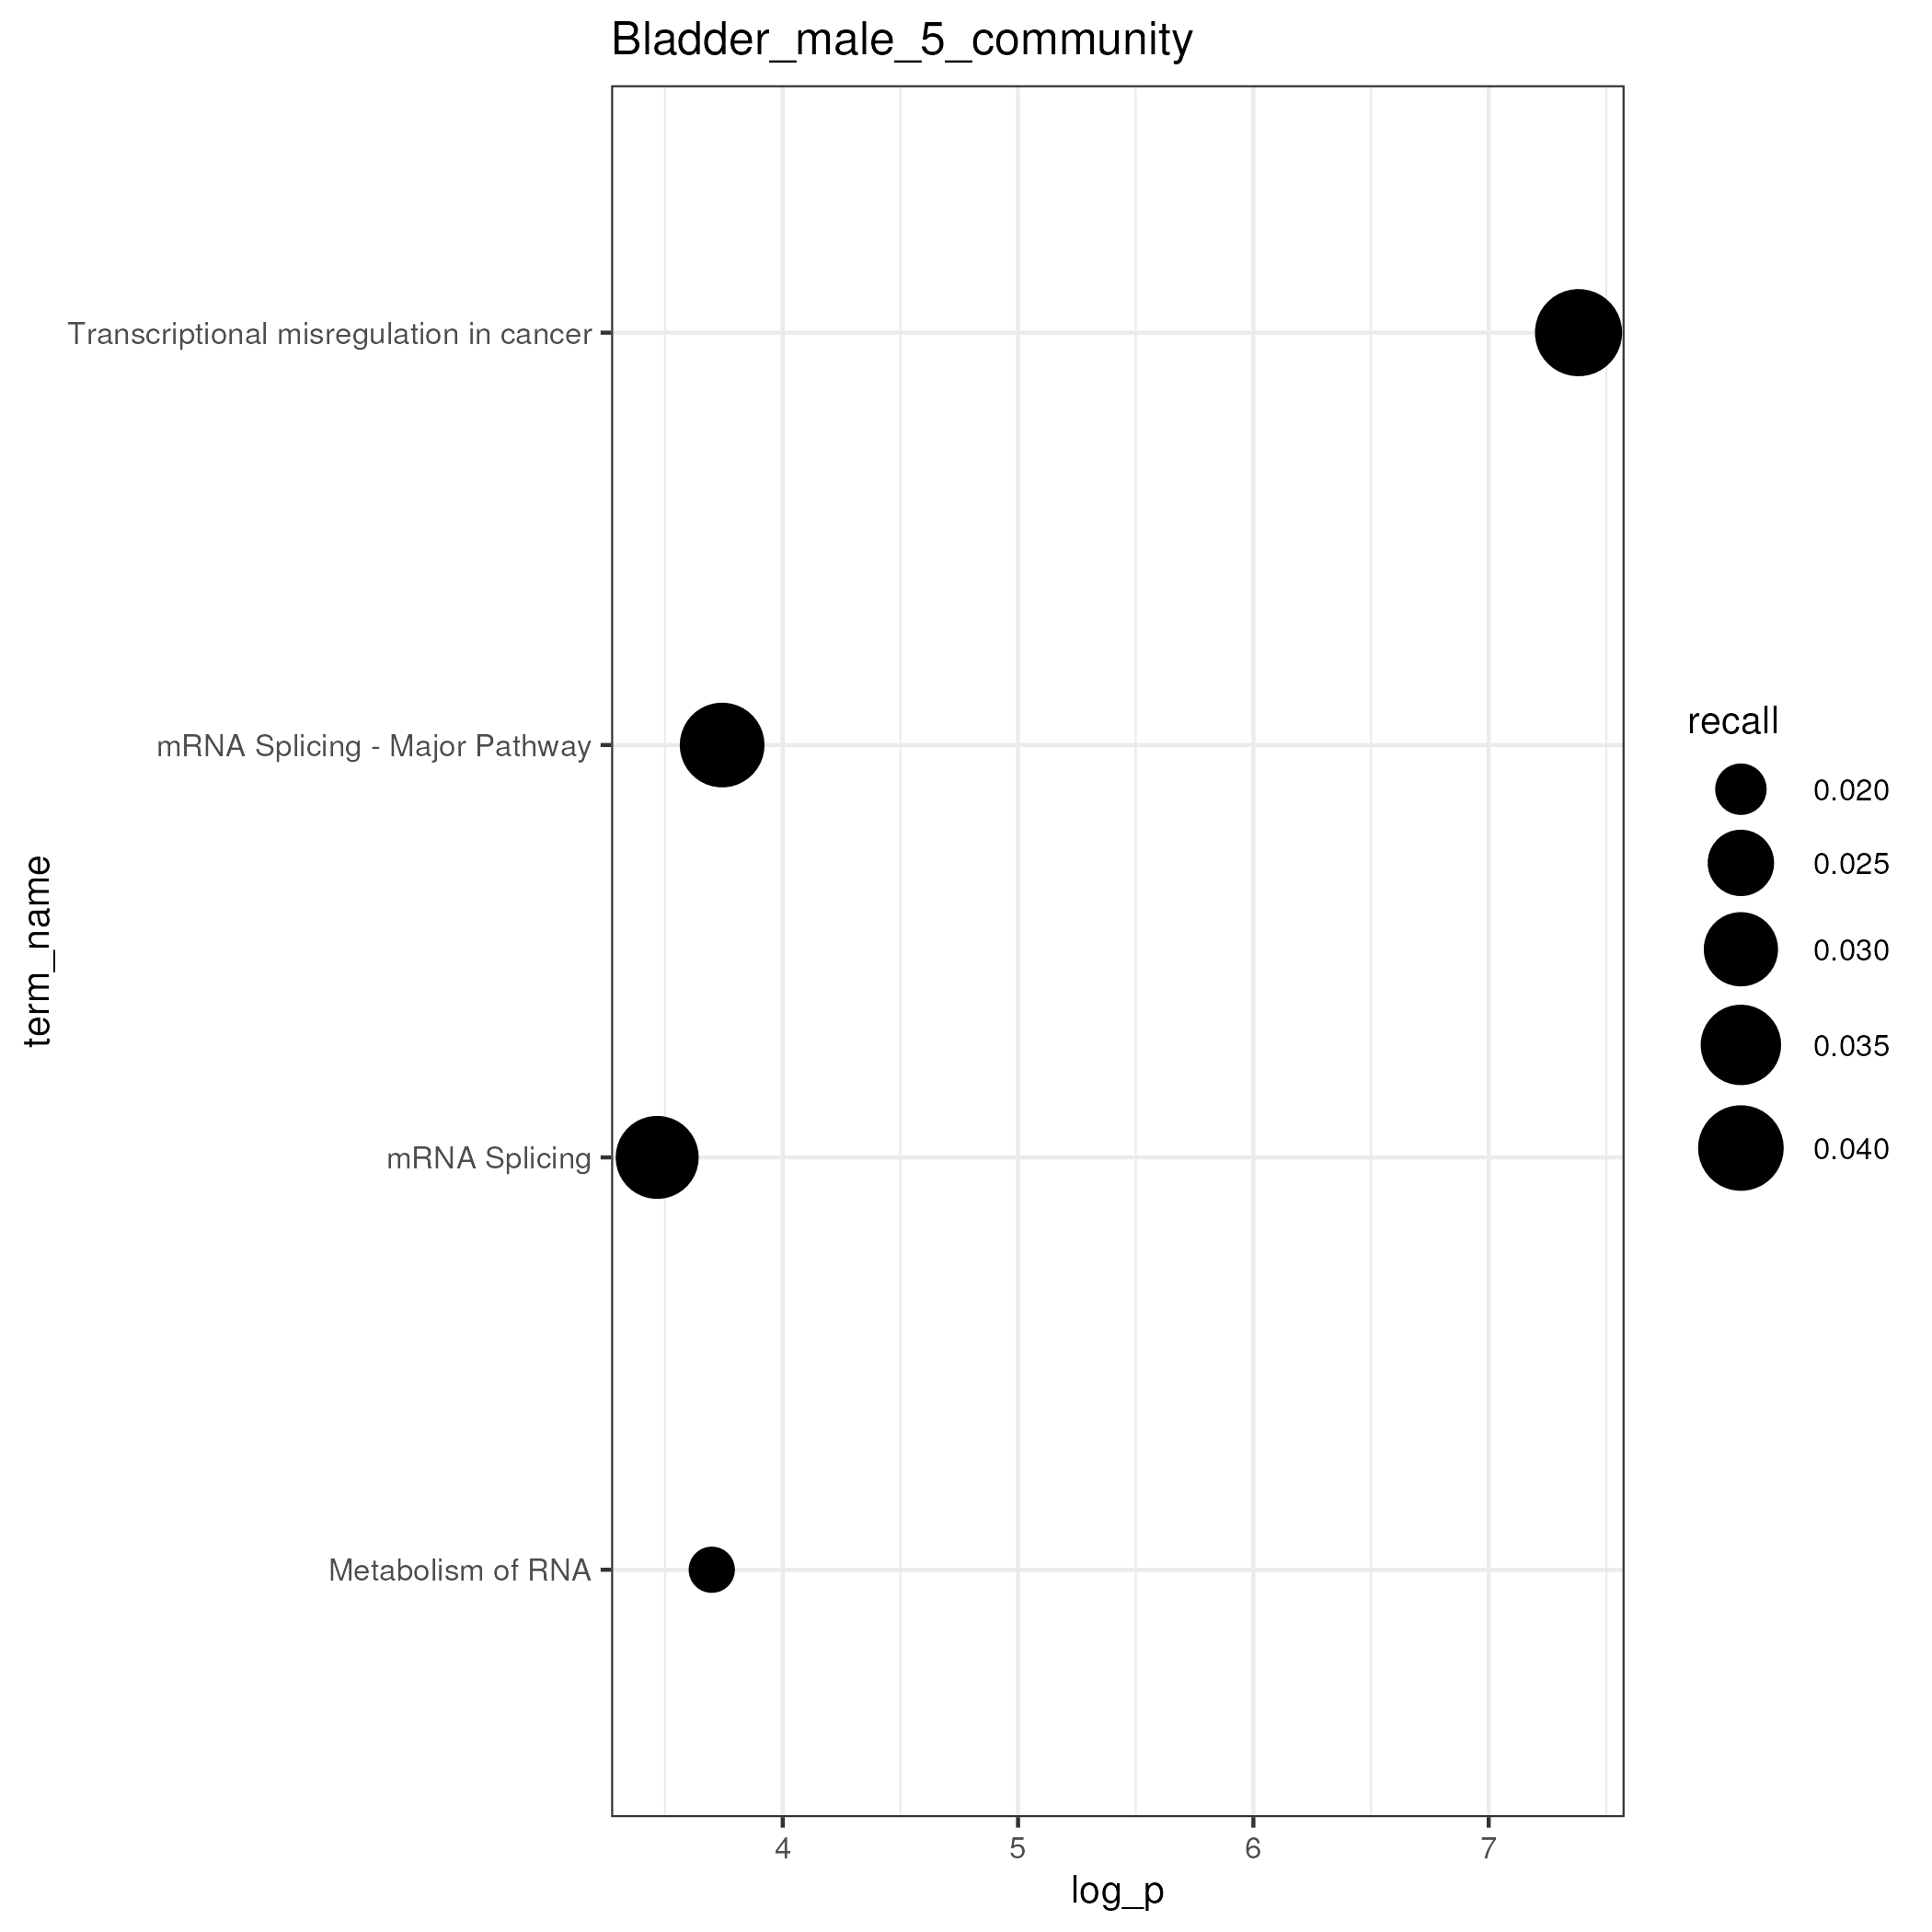 Bladder_male_5_community
Transcriptional misregulation in cancer
mRNA Splicing - Major Pathway
mRNA Splicing
Metabolism of RNA
term_name
4 5 6 7
log_p
recall
0.020
0.025
0.030
0.035
0.040